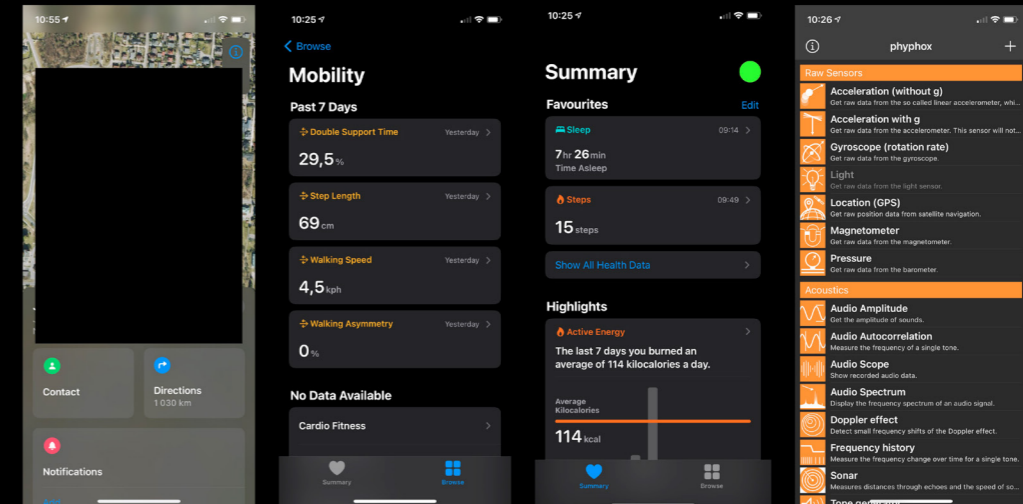 10:55
Contact
Directions
1 030 km
Notifications
10:25
Browse
Mobility
Past 7 Days
Double Support Time
Yesterday
29,5 %
Step Length
Yesterday
69 cm
Walking Speed
Yesterday
4,5 kph
Walking Asymmetry
Yesterday
0 %
No Data Available
Cardio Fitness
Summary
Browse
10:25
Summary
Favourites
Edit
Sleep
09:14
7 hr 26 min
Time Asleep
Steps
09:49
15 steps
Show All Health Data
Highlights
Active Energy
The last 7 days you burned an
average of 114 kilocalories a day.
Average
Kilocalories
114 kcal
Summary
Browse
10:26
phyphox
Raw Sensors
Acceleration (without g)
Get raw data from the so called linear accelerometer, whi...
Acceleration with g
Get raw data from the accelerometer. This sensor will not...
Gyroscope (rotation rate)
Get raw data from the gyroscope.
Light
Get raw data from the light sensor.
Location (GPS)
Get raw position data from satellite navigation.
Magnetometer
Get raw data from the magnetometer.
Pressure
Get raw data from the barometer.
Acoustics
Audio Amplitude
Get the amplitude of sounds.
Audio Autocorrelation
Measure the frequency of a single tone.
Audio Scope
Show recorded audio data.
Audio Spectrum
Display the frequency spectrum of an audio signal.
Doppler effect
Detect small frequency shifts of the Doppler effect.
Frequency history
Measure the frequency change over time for a single tone.
Sonar
Measures distances through echoes and the speed of so...